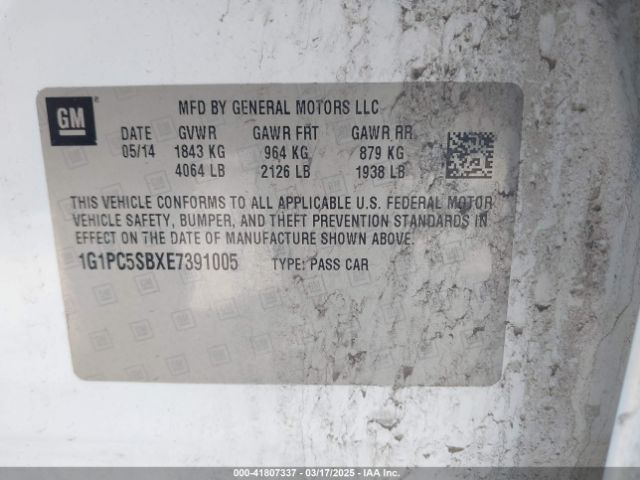 GM
MFD BY GENERAL MOTORS LLC
DATE GVWR GAWR FRT GAWR RR
05/14 1843 KG 964 KG 879 KG
4064 LB 2126 LB 1938 LB
THIS VEHICLE CONFORMS TO ALL APPLICABLE U.S. FEDERAL MOTOR
VEHICLE SAFETY, BUMPER, AND THEFT PREVENTION STANDARDS IN
EFFECT ON THE DATE OF MANUFACTURE SHOWN ABOVE.
1G1PC5SBXE7391005 TYPE: PASS CAR
000-41807337 - 03/17/2025 - Copyright IAA, Inc.